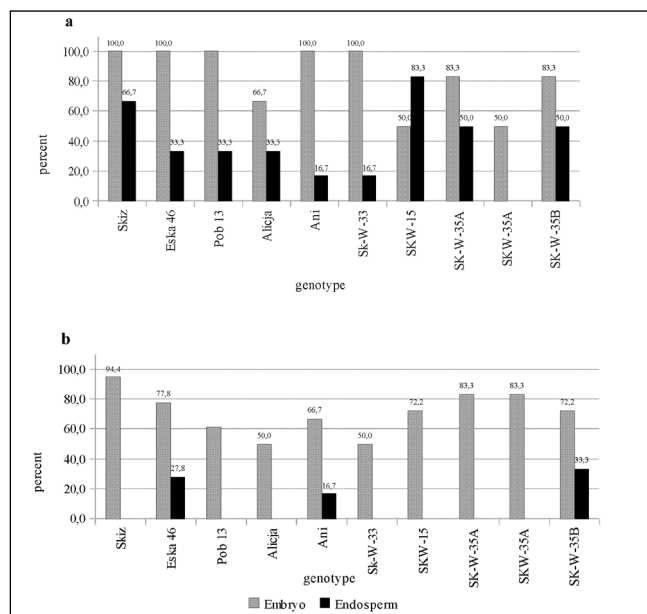 a
100,0
80,0
60,0
40,0
20,0
0,0
percent
100,0
66,7
100,0
33,3
33,3
66,7
33,3
100,0
16,7
100,0
16,7
50,0
83,3
83,3
50,0
50,0
83,3
50,0
Skiz
Eska 46
Pob 13
Alicja
Ani
Sk-W-33
SKW-15
SK-W-35A
SKW-35A
SK-W-35B
genotype
b
100,0
80,0
60,0
40,0
20,0
0,0
percent
94,4
77,8
27,8
50,0
66,7
16,7
50,0
72,2
83,3
83,3
72,2
33,3
Skiz
Eska 46
Pob 13
Alicja
Ani
Sk-W-33
SKW-15
SK-W-35A
SKW-35A
SK-W-35B
genotype
Embryo Endosperm